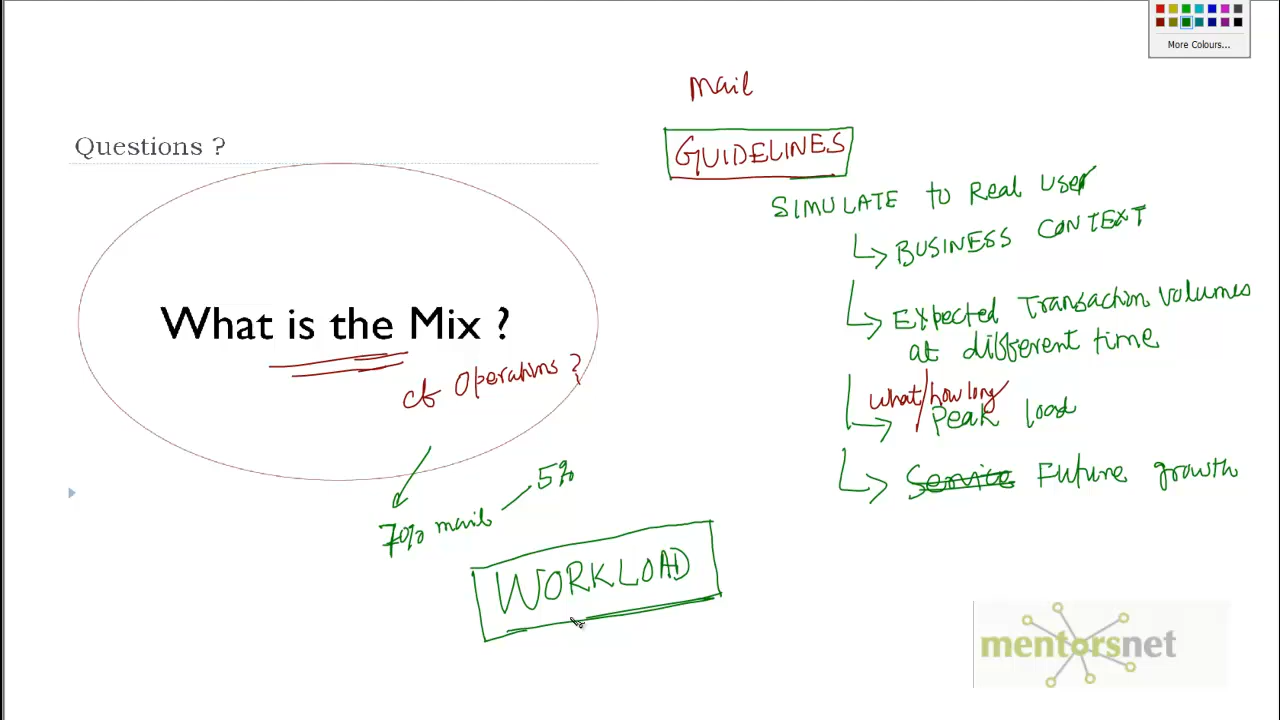 More Colours...
Mail
Questions ?
GUIDELINES
SIMULATE to Real User
BUSINESS CONTEXT
What is the Mix ?
Expected Transaction Volumes
at different time
of Operations ?
What/how long
Peak load
Service Future growth
5%
70% mail
WORKLOAD
mentorsnet